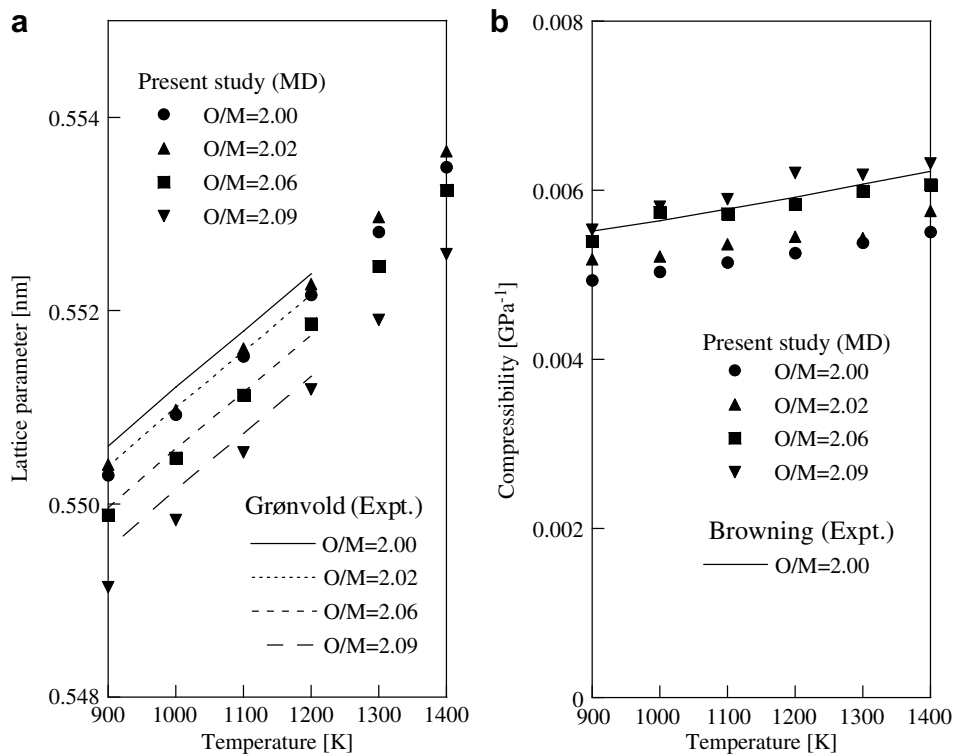 a
Present study (MD)
O/M=2.00
O/M=2.02
O/M=2.06
O/M=2.09
0.554
0.552
0.550
0.548
Lattice parameter [nm]
Grønvold (Expt.)
O/M=2.00
O/M=2.02
O/M=2.06
O/M=2.09
900 1000 1100 1200 1300 1400
Temperature [K]
b
0.008
0.006
0.004
0.002
0
Compressibility [GPa-1]
Present study (MD)
O/M=2.00
O/M=2.02
O/M=2.06
O/M=2.09
Browning (Expt.)
O/M=2.00
900 1000 1100 1200 1300 1400
Temperature [K]